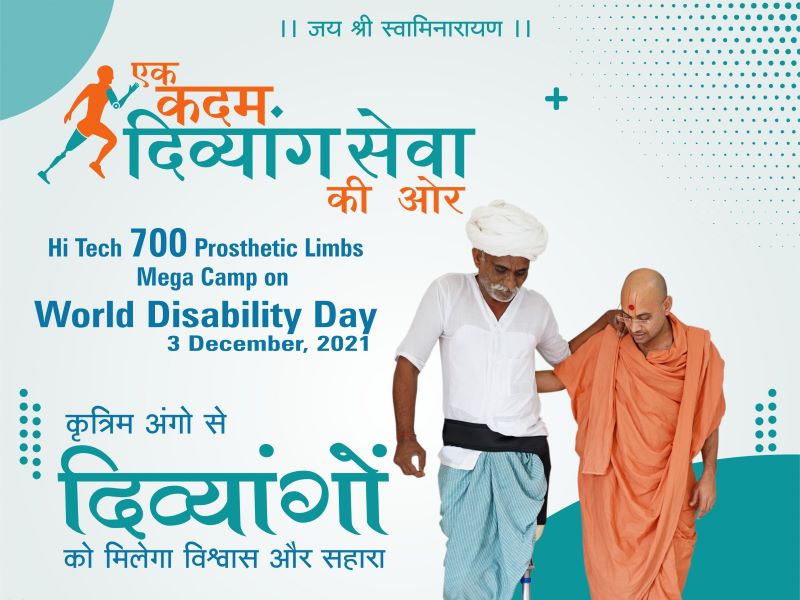 ।। जय श्री स्वामिनारायण ।।
एक
कदम
दिव्यांग सेवा
की ओर
Hi Tech 700 Prosthetic Limbs
Mega Camp on
World Disability Day
3 December, 2021
कृत्रिम अंगो से
दिव्यांगों
को मिलेगा विश्वास और सहारा